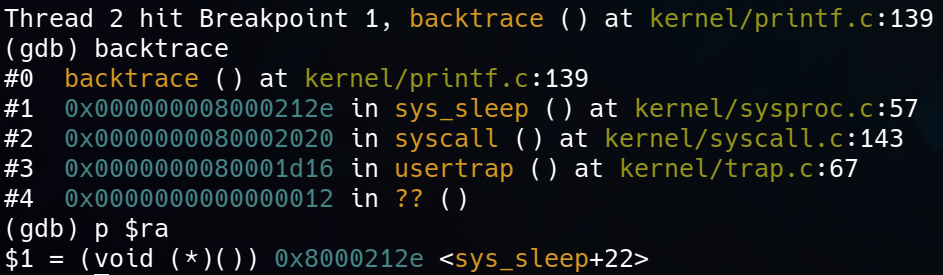 Thread 2 hit Breakpoint 1, backtrace () at kernel/printf.c:139
(gdb) backtrace
#0  backtrace () at kernel/printf.c:139
#1  0x000000008000212e in sys_sleep () at kernel/sysproc.c:57
#2  0x0000000080002020 in syscall () at kernel/syscall.c:143
#3  0x0000000080001d16 in usertrap () at kernel/trap.c:67
#4  0x0000000000000012 in ?? ()
(gdb) p $ra
$1 = (void (*)()) 0x8000212e <sys_sleep+22>